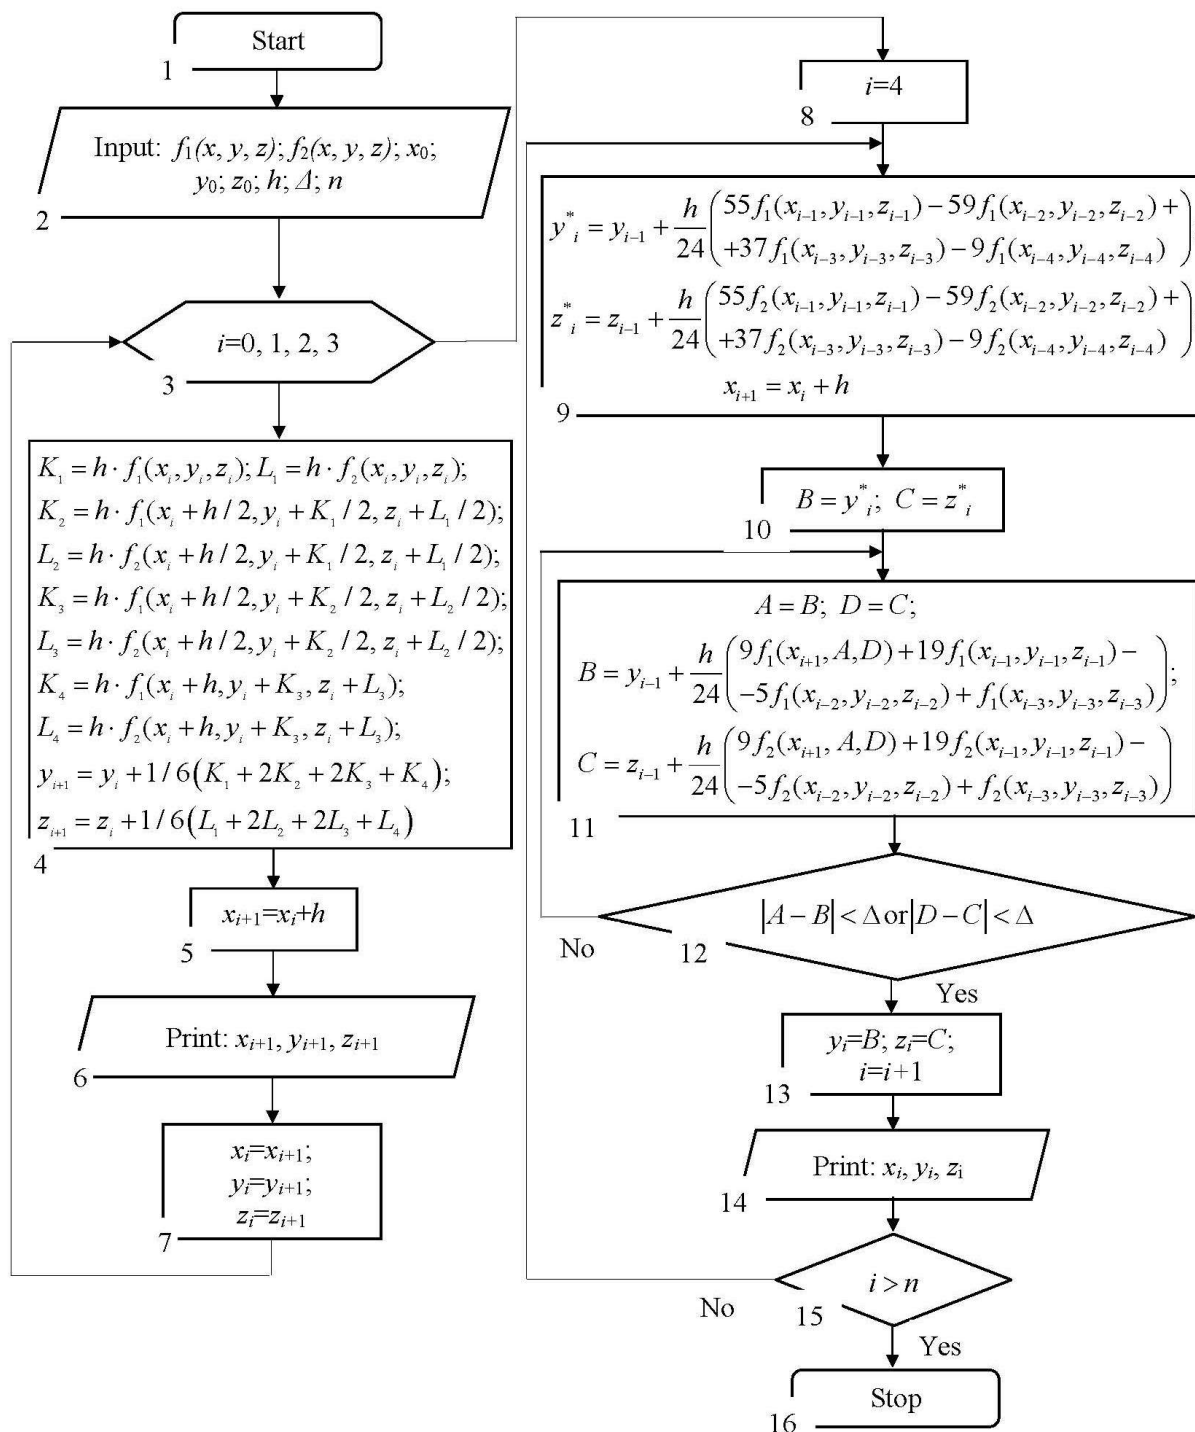 Start
1
Input: f₁(x, y, z); f₂(x, y, z); x₀;
y₀; z₀; h; Δ; n
2
i=0, 1, 2, 3
3
K₁ = h · f₁(xᵢ, yᵢ, zᵢ); L₁ = h · f₂(xᵢ, yᵢ, zᵢ);
K₂ = h · f₁(xᵢ + h / 2, yᵢ + K₁ / 2, zᵢ + L₁ / 2);
L₂ = h · f₂(xᵢ + h / 2, yᵢ + K₁ / 2, zᵢ + L₁ / 2);
K₃ = h · f₁(xᵢ + h / 2, yᵢ + K₂ / 2, zᵢ + L₂ / 2);
L₃ = h · f₂(xᵢ + h / 2, yᵢ + K₂ / 2, zᵢ + L₂ / 2);
K₄ = h · f₁(xᵢ + h, yᵢ + K₃, zᵢ + L₃);
L₄ = h · f₂(xᵢ + h, yᵢ + K₃, zᵢ + L₃);
yᵢ₊₁ = yᵢ + 1 / 6(K₁ + 2K₂ + 2K₃ + K₄);
zᵢ₊₁ = zᵢ + 1 / 6(L₁ + 2L₂ + 2L₃ + L₄)
4
xᵢ₊₁=xᵢ+h
5
Print: xᵢ₊₁, yᵢ₊₁, zᵢ₊₁
6
xᵢ=xᵢ₊₁;
yᵢ=yᵢ₊₁;
zᵢ=zᵢ₊₁
7
i=4
8
y*ᵢ = yᵢ₋₁ + h/24 (55f₁(xᵢ₋₁, yᵢ₋₁, zᵢ₋₁) − 59f₁(xᵢ₋₂, yᵢ₋₂, zᵢ₋₂) +
+37f₁(xᵢ₋₃, yᵢ₋₃, zᵢ₋₃) − 9f₁(xᵢ₋₄, yᵢ₋₄, zᵢ₋₄))
z*ᵢ = zᵢ₋₁ + h/24 (55f₂(xᵢ₋₁, yᵢ₋₁, zᵢ₋₁) − 59f₂(xᵢ₋₂, yᵢ₋₂, zᵢ₋₂) +
+37f₂(xᵢ₋₃, yᵢ₋₃, zᵢ₋₃) − 9f₂(xᵢ₋₄, yᵢ₋₄, zᵢ₋₄))
xᵢ₊₁ = xᵢ + h
9
B = y*ᵢ; C = z*ᵢ
10
A = B; D = C;
B = yᵢ₋₁ + h/24 (9f₁(xᵢ₊₁, A, D) + 19f₁(xᵢ₋₁, yᵢ₋₁, zᵢ₋₁) −
−5f₁(xᵢ₋₂, yᵢ₋₂, zᵢ₋₂) + f₁(xᵢ₋₃, yᵢ₋₃, zᵢ₋₃));
C = zᵢ₋₁ + h/24 (9f₂(xᵢ₊₁, A, D) + 19f₂(xᵢ₋₁, yᵢ₋₁, zᵢ₋₁) −
−5f₂(xᵢ₋₂, yᵢ₋₂, zᵢ₋₂) + f₂(xᵢ₋₃, yᵢ₋₃, zᵢ₋₃))
11
|A − B| < Δ or |D − C| < Δ
No
12
Yes
yᵢ=B; zᵢ=C;
i=i+1
13
Print: xᵢ, yᵢ, zᵢ
14
i > n
No
15
Yes
Stop
16